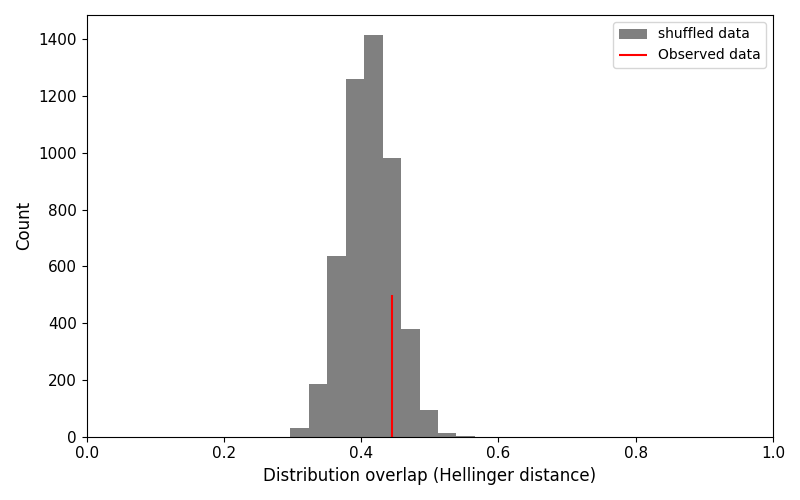 shuffled data
Observed data
1400
1200
1000
800
600
400
200
0
Count
0.0 0.2 0.4 0.6 0.8 1.0
Distribution overlap (Hellinger distance)